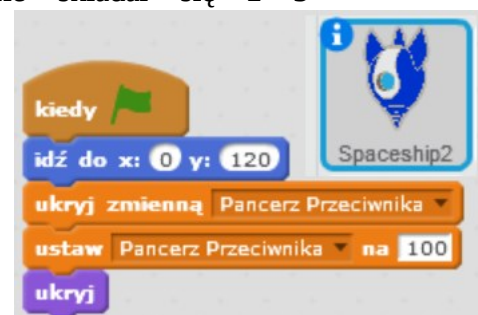 kiedy
idź do x: 0 y: 120
ukryj zmienną Pancerz Przeciwnika
ustaw Pancerz Przeciwnika na 100
ukryj
i
Spaceship2